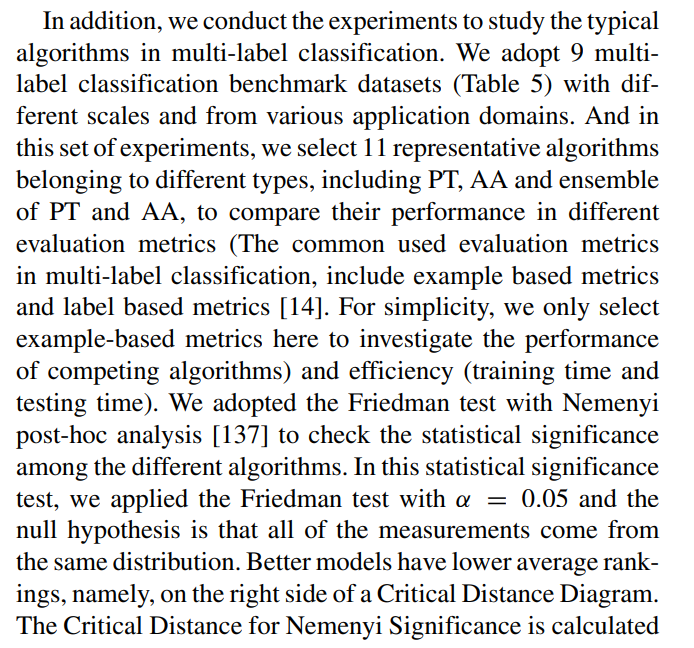 In addition, we conduct the experiments to study the typical
algorithms in multi-label classification. We adopt 9 multi-
label classification benchmark datasets (Table 5) with dif-
ferent scales and from various application domains. And in
this set of experiments, we select 11 representative algorithms
belonging to different types, including PT, AA and ensemble
of PT and AA, to compare their performance in different
evaluation metrics (The common used evaluation metrics
in multi-label classification, include example based metrics
and label based metrics [14]. For simplicity, we only select
example-based metrics here to investigate the performance
of competing algorithms) and efficiency (training time and
testing time). We adopted the Friedman test with Nemenyi
post-hoc analysis [137] to check the statistical significance
among the different algorithms. In this statistical significance
test, we applied the Friedman test with α = 0.05 and the
null hypothesis is that all of the measurements come from
the same distribution. Better models have lower average rank-
ings, namely, on the right side of a Critical Distance Diagram.
The Critical Distance for Nemenyi Significance is calculated